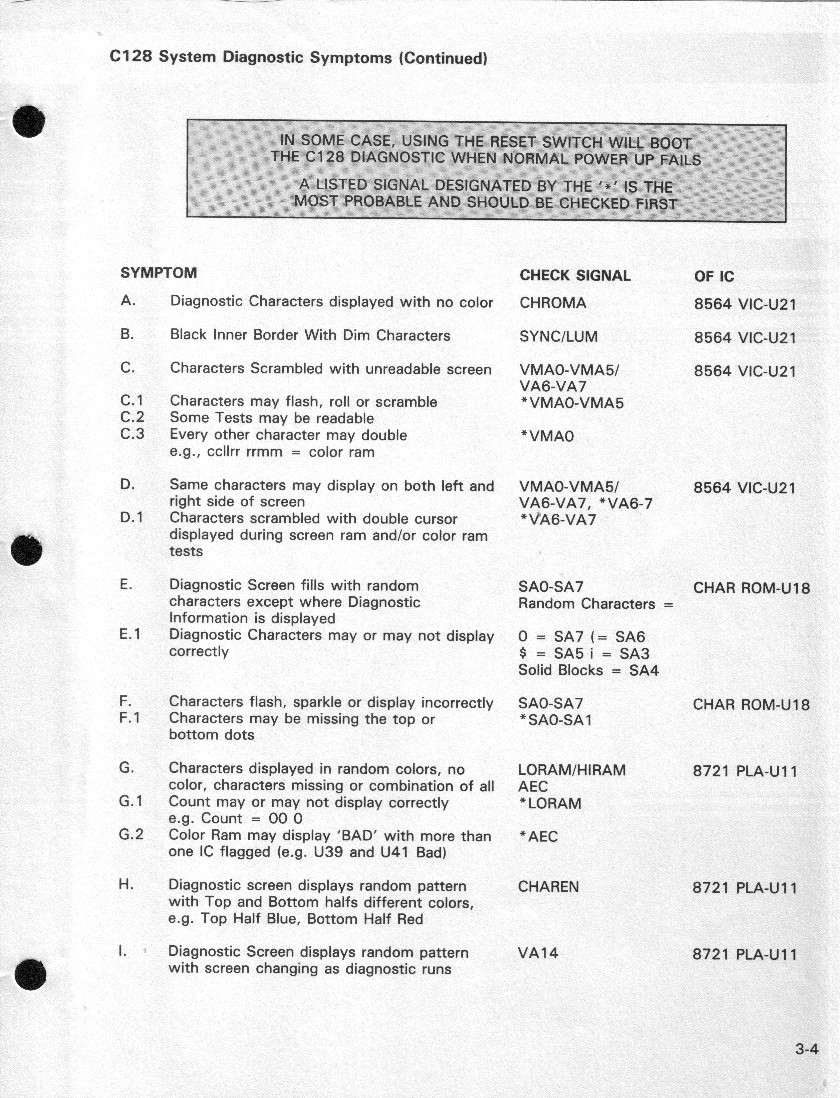 C128 System Diagnostic Symptoms (Continued)
IN SOME CASE, USING THE RESET SWITCH WILL BOOT
THE C128 DIAGNOSTIC WHEN NORMAL POWER UP FAILS
A LISTED SIGNAL DESIGNATED BY THE '*' IS THE
MOST PROBABLE AND SHOULD BE CHECKED FIRST
SYMPTOM CHECK SIGNAL OF IC
A. Diagnostic Characters displayed with no color CHROMA 8564 VIC-U21
B. Black Inner Border With Dim Characters SYNC/LUM 8564 VIC-U21
C. Characters Scrambled with unreadable screen VMA0-VMA5/ 8564 VIC-U21
VA6-VA7
C.1 Characters may flash, roll or scramble *VMA0-VMA5
C.2 Some Tests may be readable
C.3 Every other character may double *VMA0
e.g., ccllrr rrmm = color ram
D. Same characters may display on both left and VMA0-VMA5/ 8564 VIC-U21
right side of screen VA6-VA7, *VA6-7
D.1 Characters scrambled with double cursor *VA6-VA7
displayed during screen ram and/or color ram
tests
E. Diagnostic Screen fills with random SA0-SA7 CHAR ROM-U18
characters except where Diagnostic Random Characters =
Information is displayed
E.1 Diagnostic Characters may or may not display 0 = SA7 (= SA6
correctly $ = SA5 i = SA3
Solid Blocks = SA4
F. Characters flash, sparkle or display incorrectly SA0-SA7 CHAR ROM-U18
F.1 Characters may be missing the top or *SA0-SA1
bottom dots
G. Characters displayed in random colors, no LORAM/HIRAM 8721 PLA-U11
color, characters missing or combination of all AEC
G.1 Count may or may not display correctly *LORAM
e.g. Count = 00 0
G.2 Color Ram may display 'BAD' with more than *AEC
one IC flagged (e.g. U39 and U41 Bad)
H. Diagnostic screen displays random pattern CHAREN 8721 PLA-U11
with Top and Bottom halfs different colors,
e.g. Top Half Blue, Bottom Half Red
I. Diagnostic Screen displays random pattern VA14 8721 PLA-U11
with screen changing as diagnostic runs
3-4